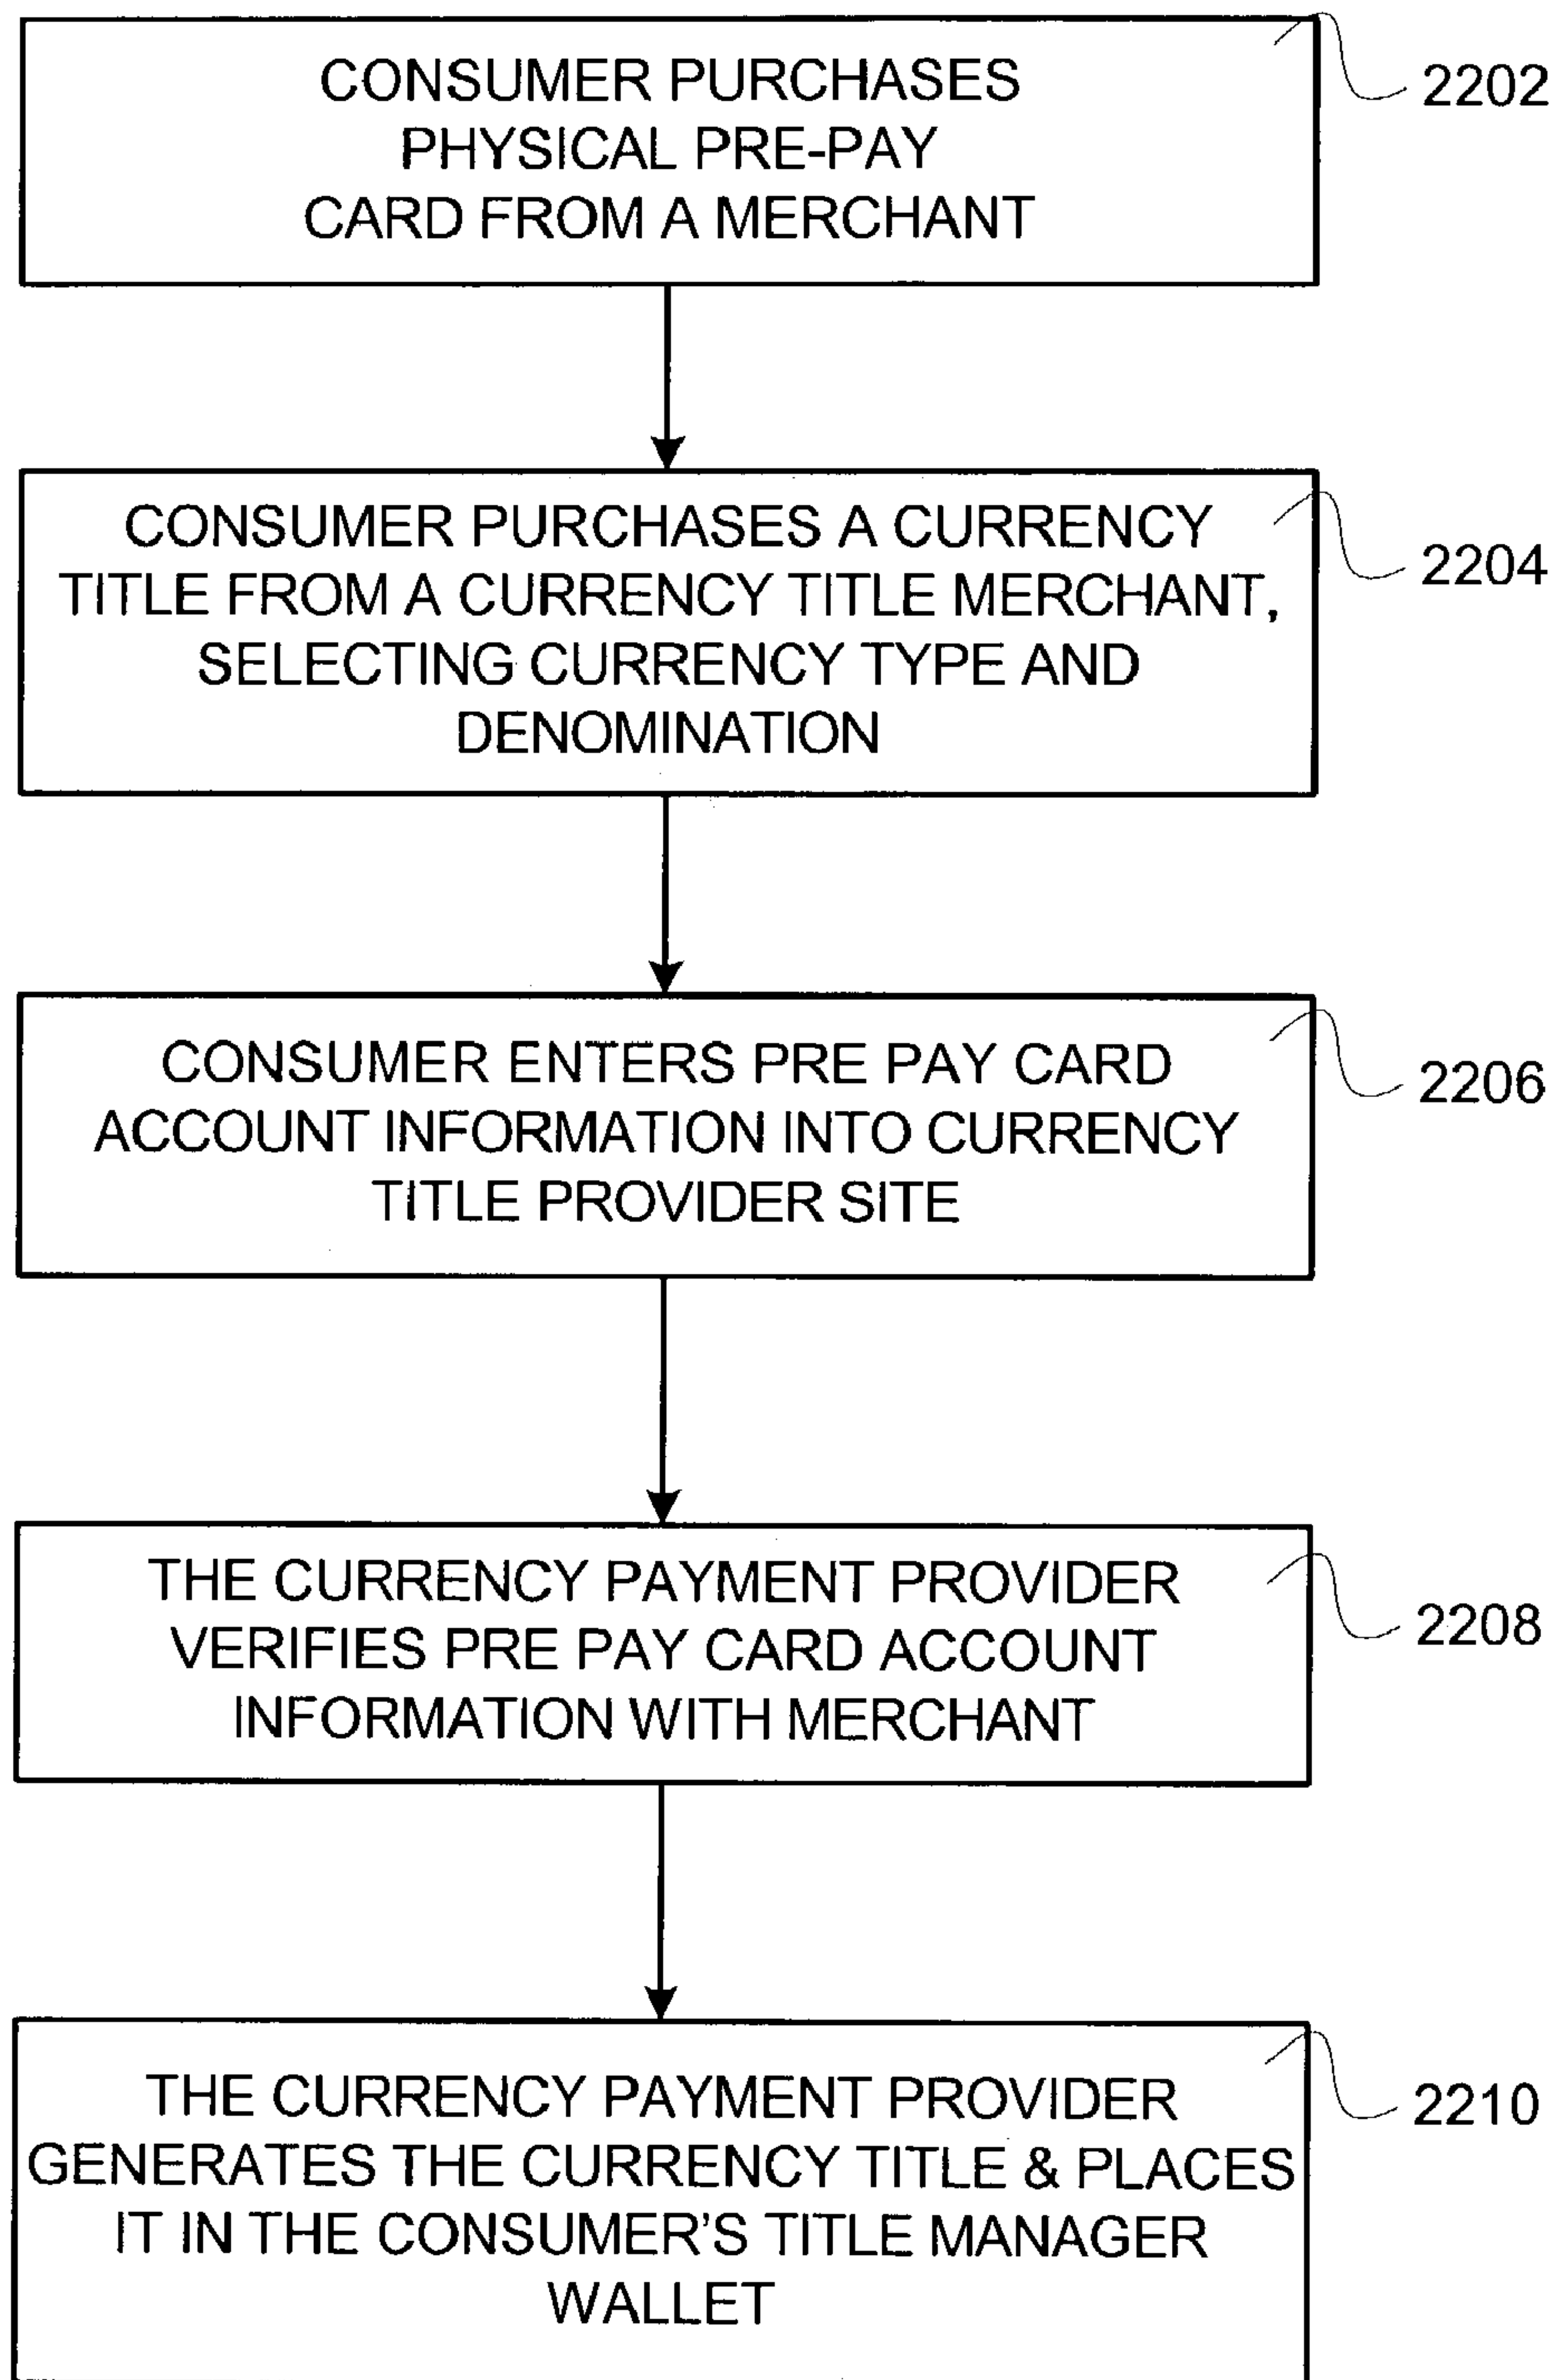 CONSUMER PURCHASES
PHYSICAL PRE-PAY
CARD FROM A MERCHANT
2202
CONSUMER PURCHASES A CURRENCY
TITLE FROM A CURRENCY TITLE MERCHANT,
SELECTING CURRENCY TYPE AND
DENOMINATION
2204
CONSUMER ENTERS PRE PAY CARD
ACCOUNT INFORMATION INTO CURRENCY
TITLE PROVIDER SITE
2206
THE CURRENCY PAYMENT PROVIDER
VERIFIES PRE PAY CARD ACCOUNT
INFORMATION WITH MERCHANT
2208
THE CURRENCY PAYMENT PROVIDER
GENERATES THE CURRENCY TITLE & PLACES
IT IN THE CONSUMER’S TITLE MANAGER
WALLET
2210